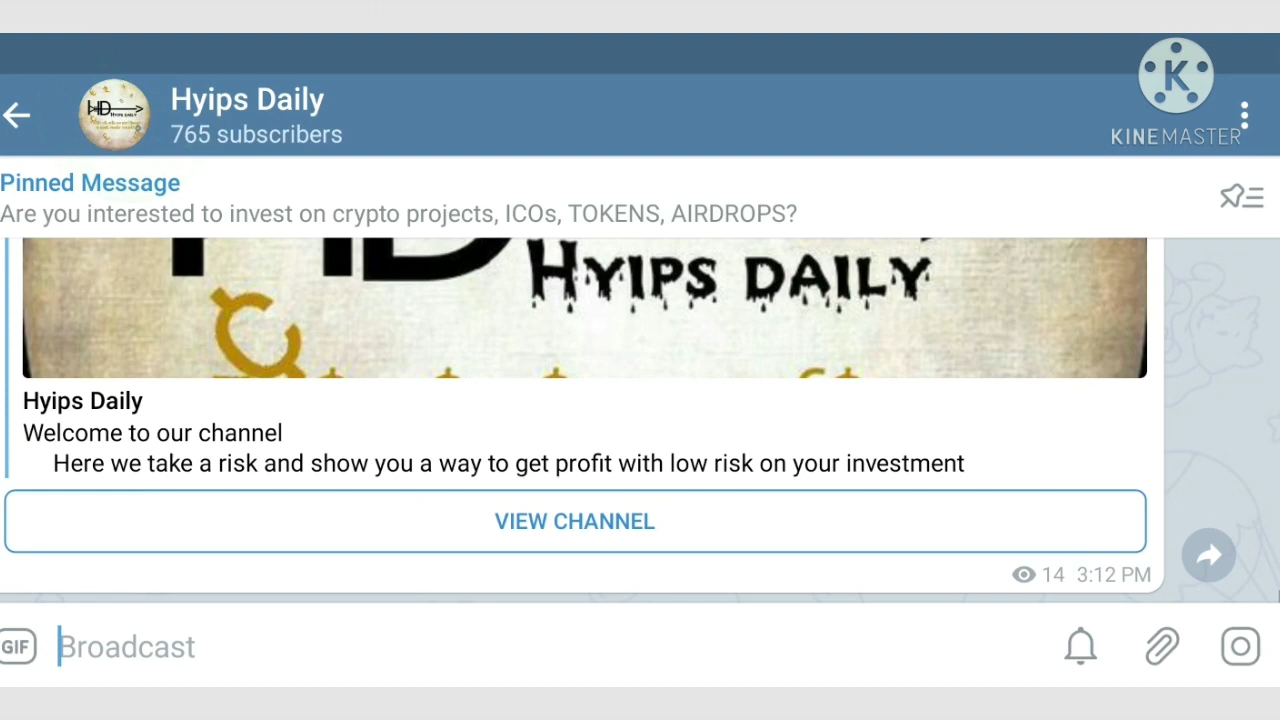 Hyips Daily
765 subscribers
K
KINEMASTER
Pinned Message
Are you interested to invest on crypto projects, ICOs, TOKENS, AIRDROPS?
HD
HYIPS DAILY
Hyips Daily
Welcome to our channel
Here we take a risk and show you a way to get profit with low risk on your investment
VIEW CHANNEL
14 3:12 PM
GIF
Broadcast